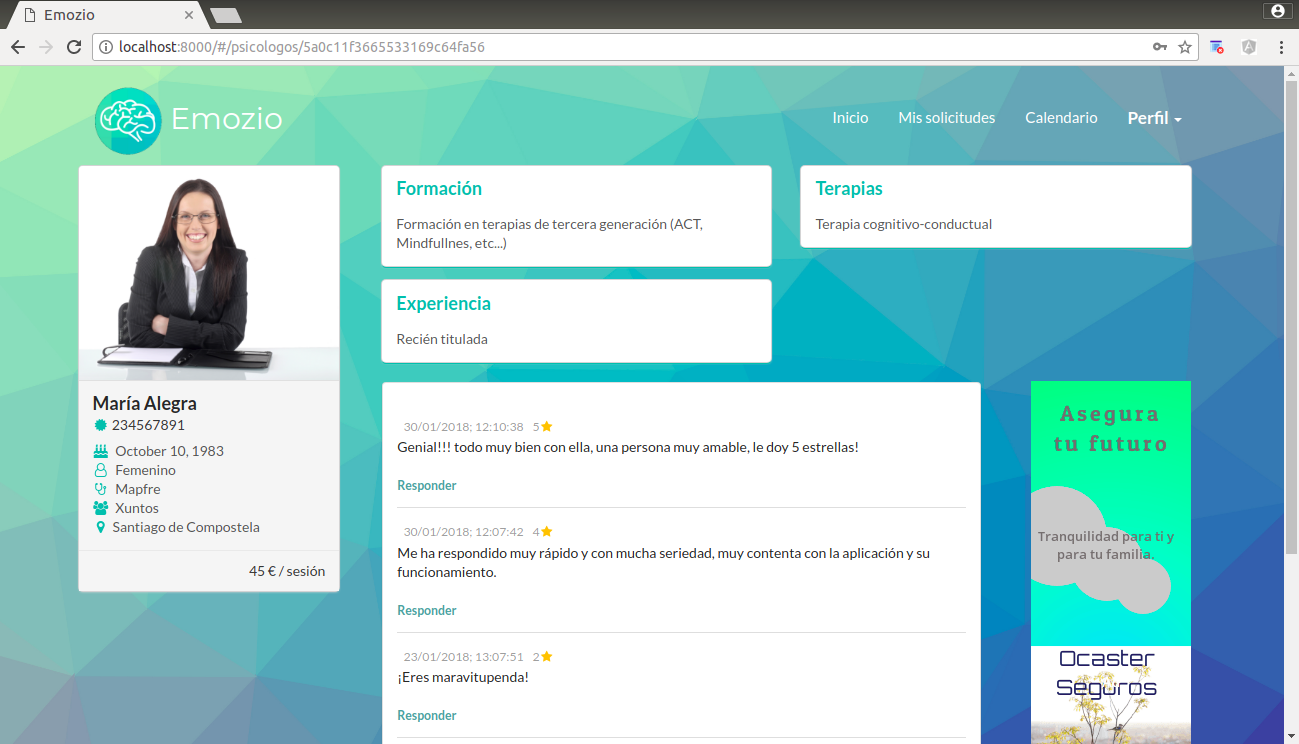 Emozio
localhost:8000/#/psicologos/5a0c11f3665533169c64fa56
Emozio
Inicio
Mis solicitudes
Calendario
Perfil
María Alegra
234567891
October 10, 1983
Femenino
Mapfre
Xuntos
Santiago de Compostela
45 € / sesión
Formación
Formación en terapias de tercera generación (ACT,
Mindfullnes, etc...)
Terapias
Terapia cognitivo-conductual
Experiencia
Recién titulada
30/01/2018; 12:10:38 5
Genial!!! todo muy bien con ella, una persona muy amable, le doy 5 estrellas!
Responder
30/01/2018; 12:07:42 4
Me ha respondido muy rápido y con mucha seriedad, muy contenta con la aplicación y su
funcionamiento.
Responder
23/01/2018; 13:07:51 2
¡Eres maravitupenda!
Responder
Asegura
tu futuro
Tranquilidad para ti y
para tu familia.
Ocaster
Seguros